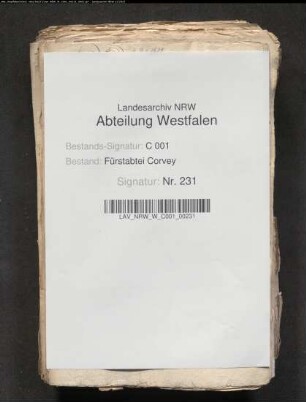 Landesarchiv NRW
Abteilung Westfalen
Bestands-Signatur: C 001
Bestand: Fürstabtei Corvey
Signatur: Nr. 231
LAV_NRW_W_C001_00231